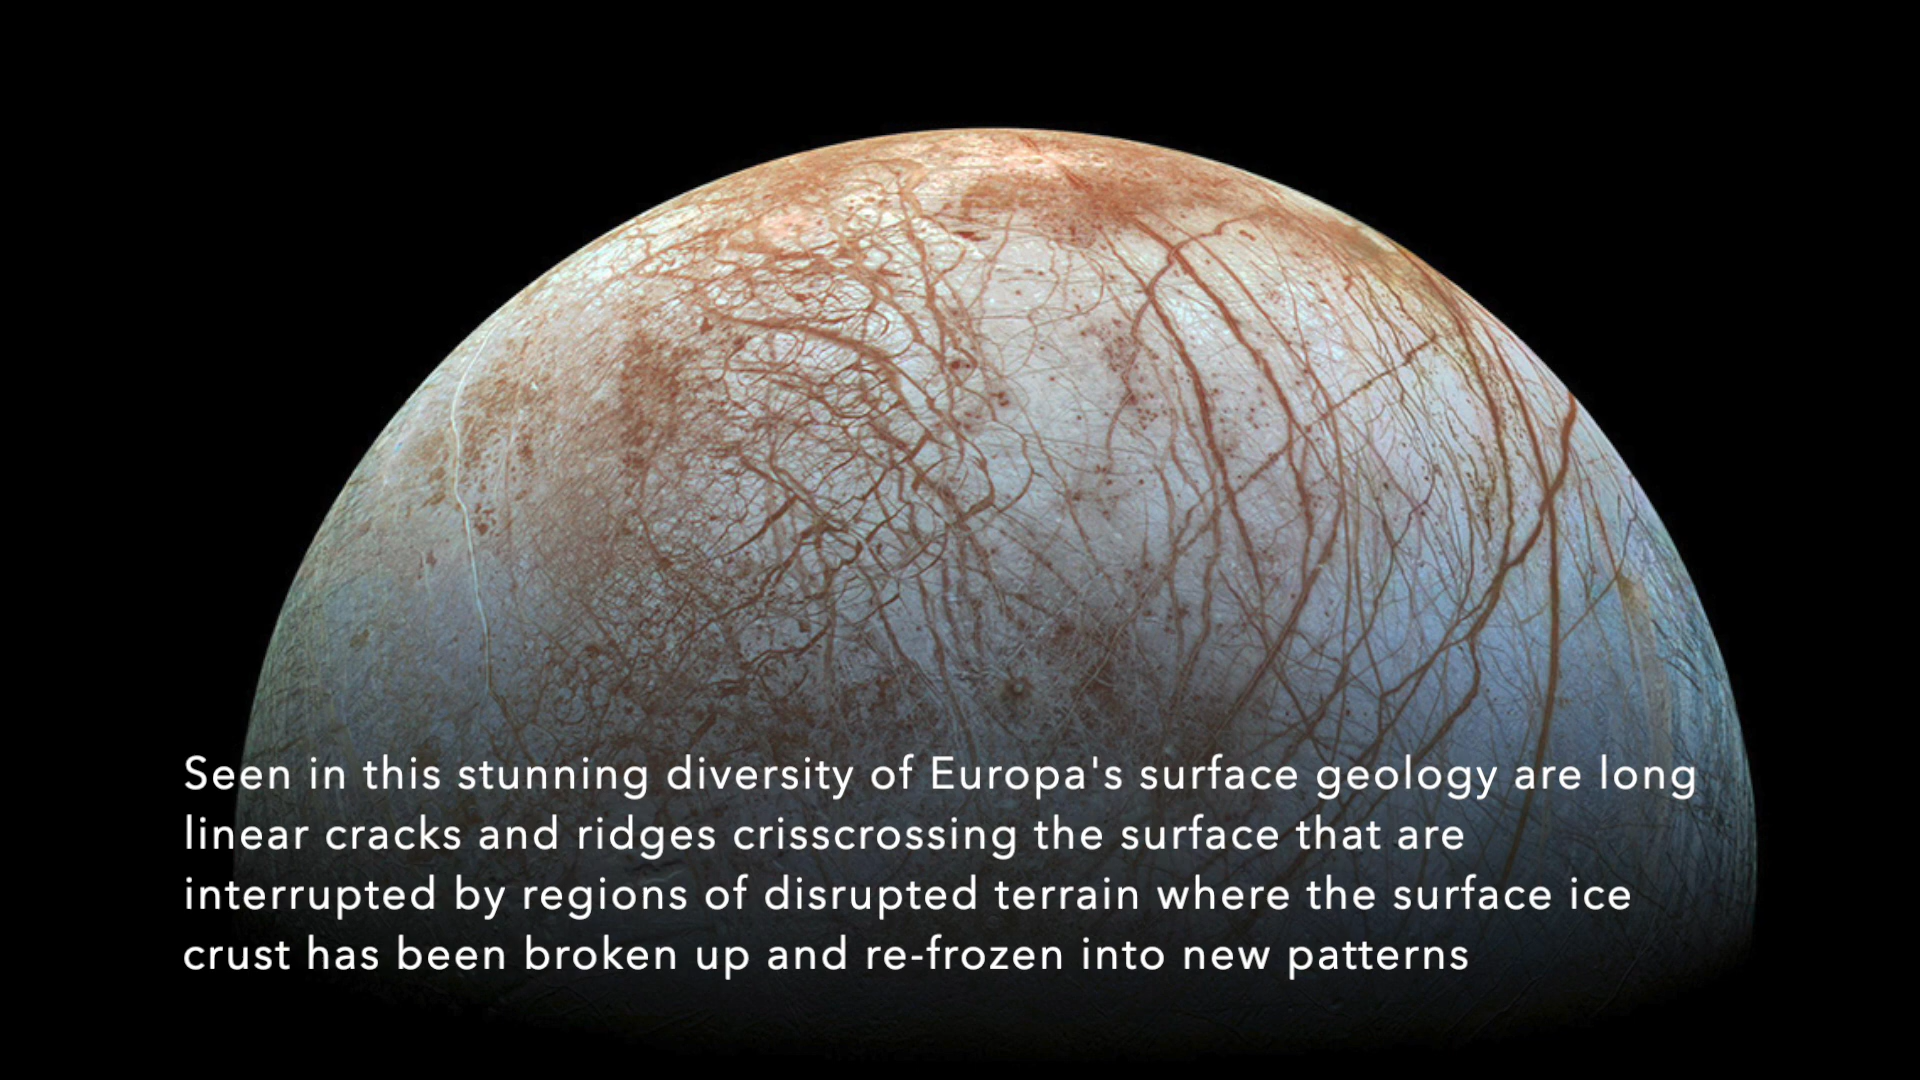 Seen in this stunning diversity of Europa's surface geology are long
linear cracks and ridges crisscrossing the surface that are
interrupted by regions of disrupted terrain where the surface ice
crust has been broken up and re-frozen into new patterns